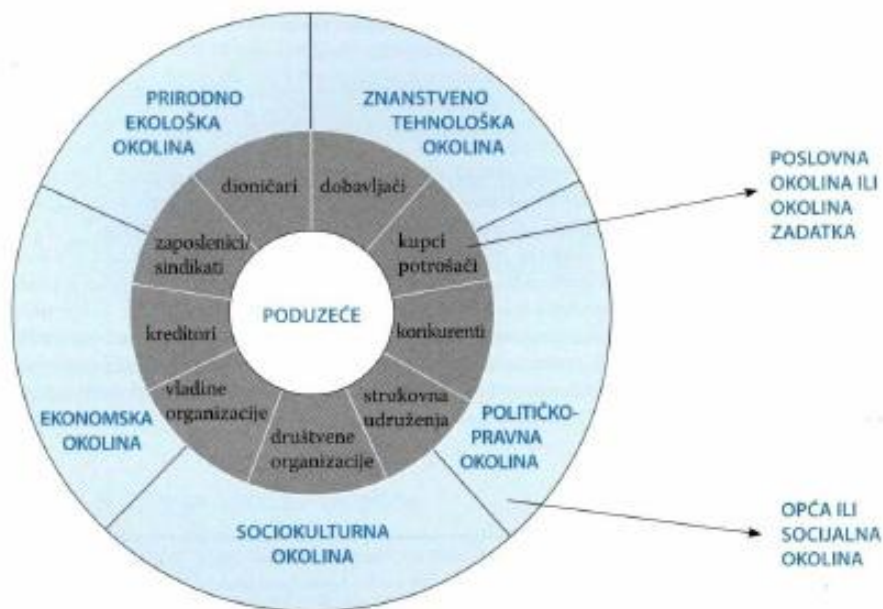 PRIRODNO
EKOLOŠKA
OKOLINA
ZNANSTVENO
TEHNOLOŠKA
OKOLINA
POSLOVNA
OKOLINA ILI
OKOLINA
ZADATKA
dioničari
dobavljači
zaposlenici/
sindikati
kupci
potrošači
PODUZEĆE
kreditori
konkurenti
vladine
organizacije
strukovna
udruženja
društvene
organizacije
EKONOMSKA
OKOLINA
POLITIČKO-
PRAVNA
OKOLINA
SOCIOKULTURNA
OKOLINA
OPĆA ILI
SOCIJALNA
OKOLINA